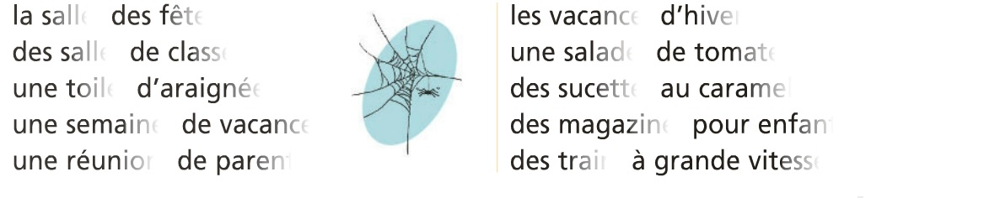 la salle des fête
des salle de classe
une toile d'araignée
une semaine de vacance
une réunion de parent
les vacance d'hiver
une salade de tomate
des sucette au caramel
des magazine pour enfant
des train à grande vitesse